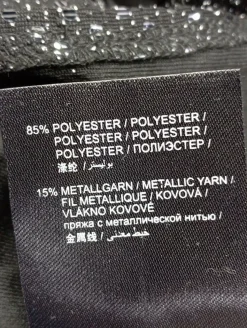 85% POLYESTER / POLYESTER /
POLYESTER / POLYESTER /
POLYESTER / ПОЛИЭСТЕР /
涤纶 / بوليستر
15% METALLGARN / METALLIC YARN /
FIL METALLIQUE / KOVOVÁ /
VLÁKNO KOVOVÉ
пряжа с металлической нитью /
金属线 / خيط معدني